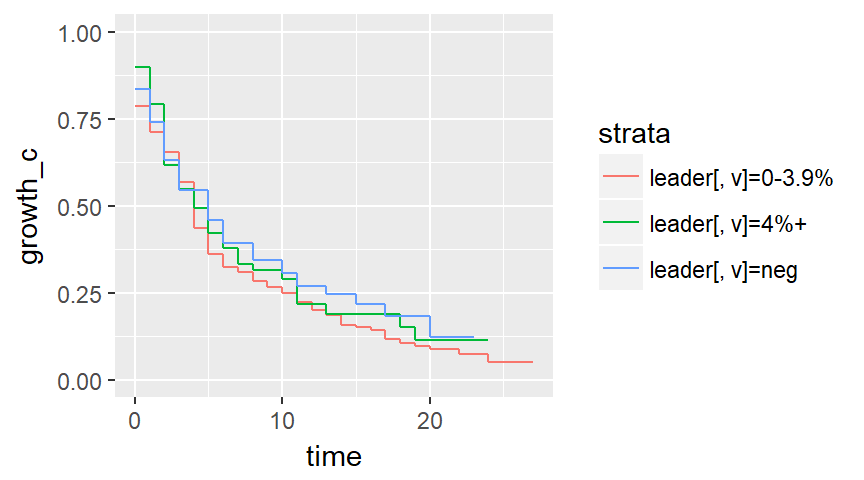 1.00
0.75
0.50
0.25
0.00
growth_c
0
10
20
time
strata
leader[, v]=0-3.9%
leader[, v]=4%+
leader[, v]=neg